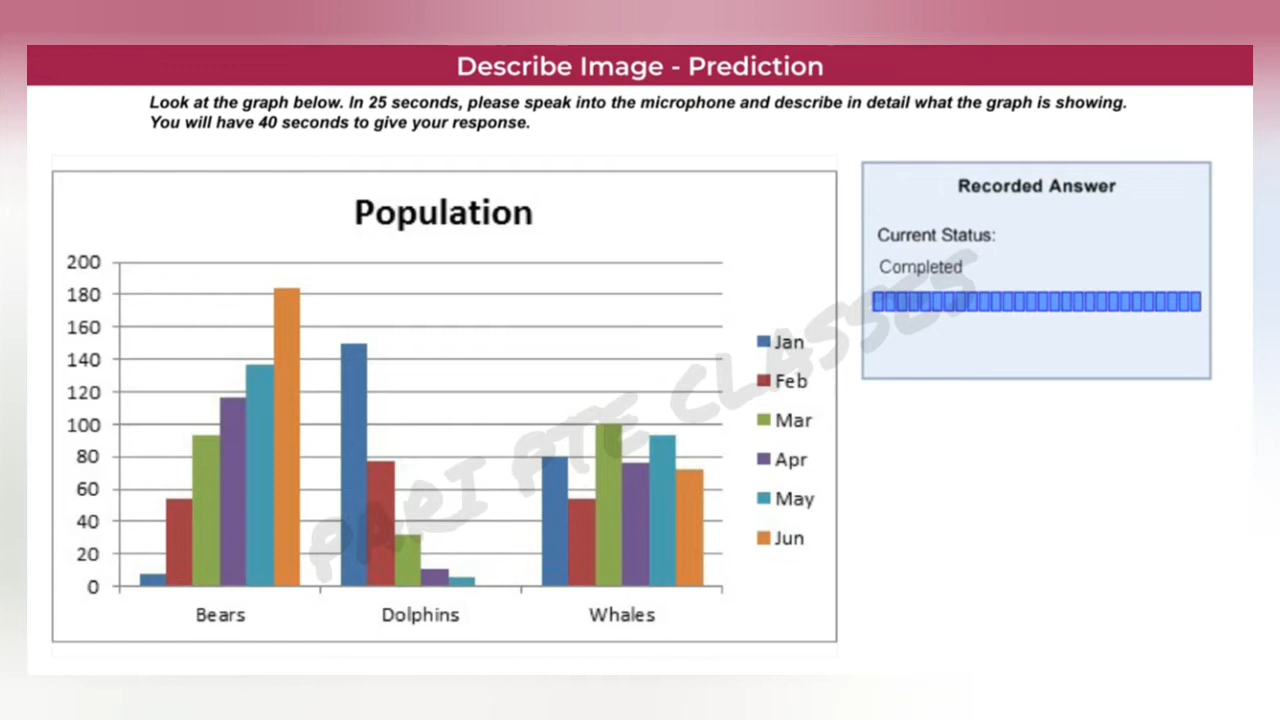 Describe Image - Prediction
Look at the graph below. In 25 seconds, please speak into the microphone and describe in detail what the graph is showing.
You will have 40 seconds to give your response.
Population
200
180
160
140
120
100
80
60
40
20
0
Bears Dolphins Whales
Jan
Feb
Mar
Apr
May
Jun
Recorded Answer
Current Status:
Completed
PARI PTE CLASSES